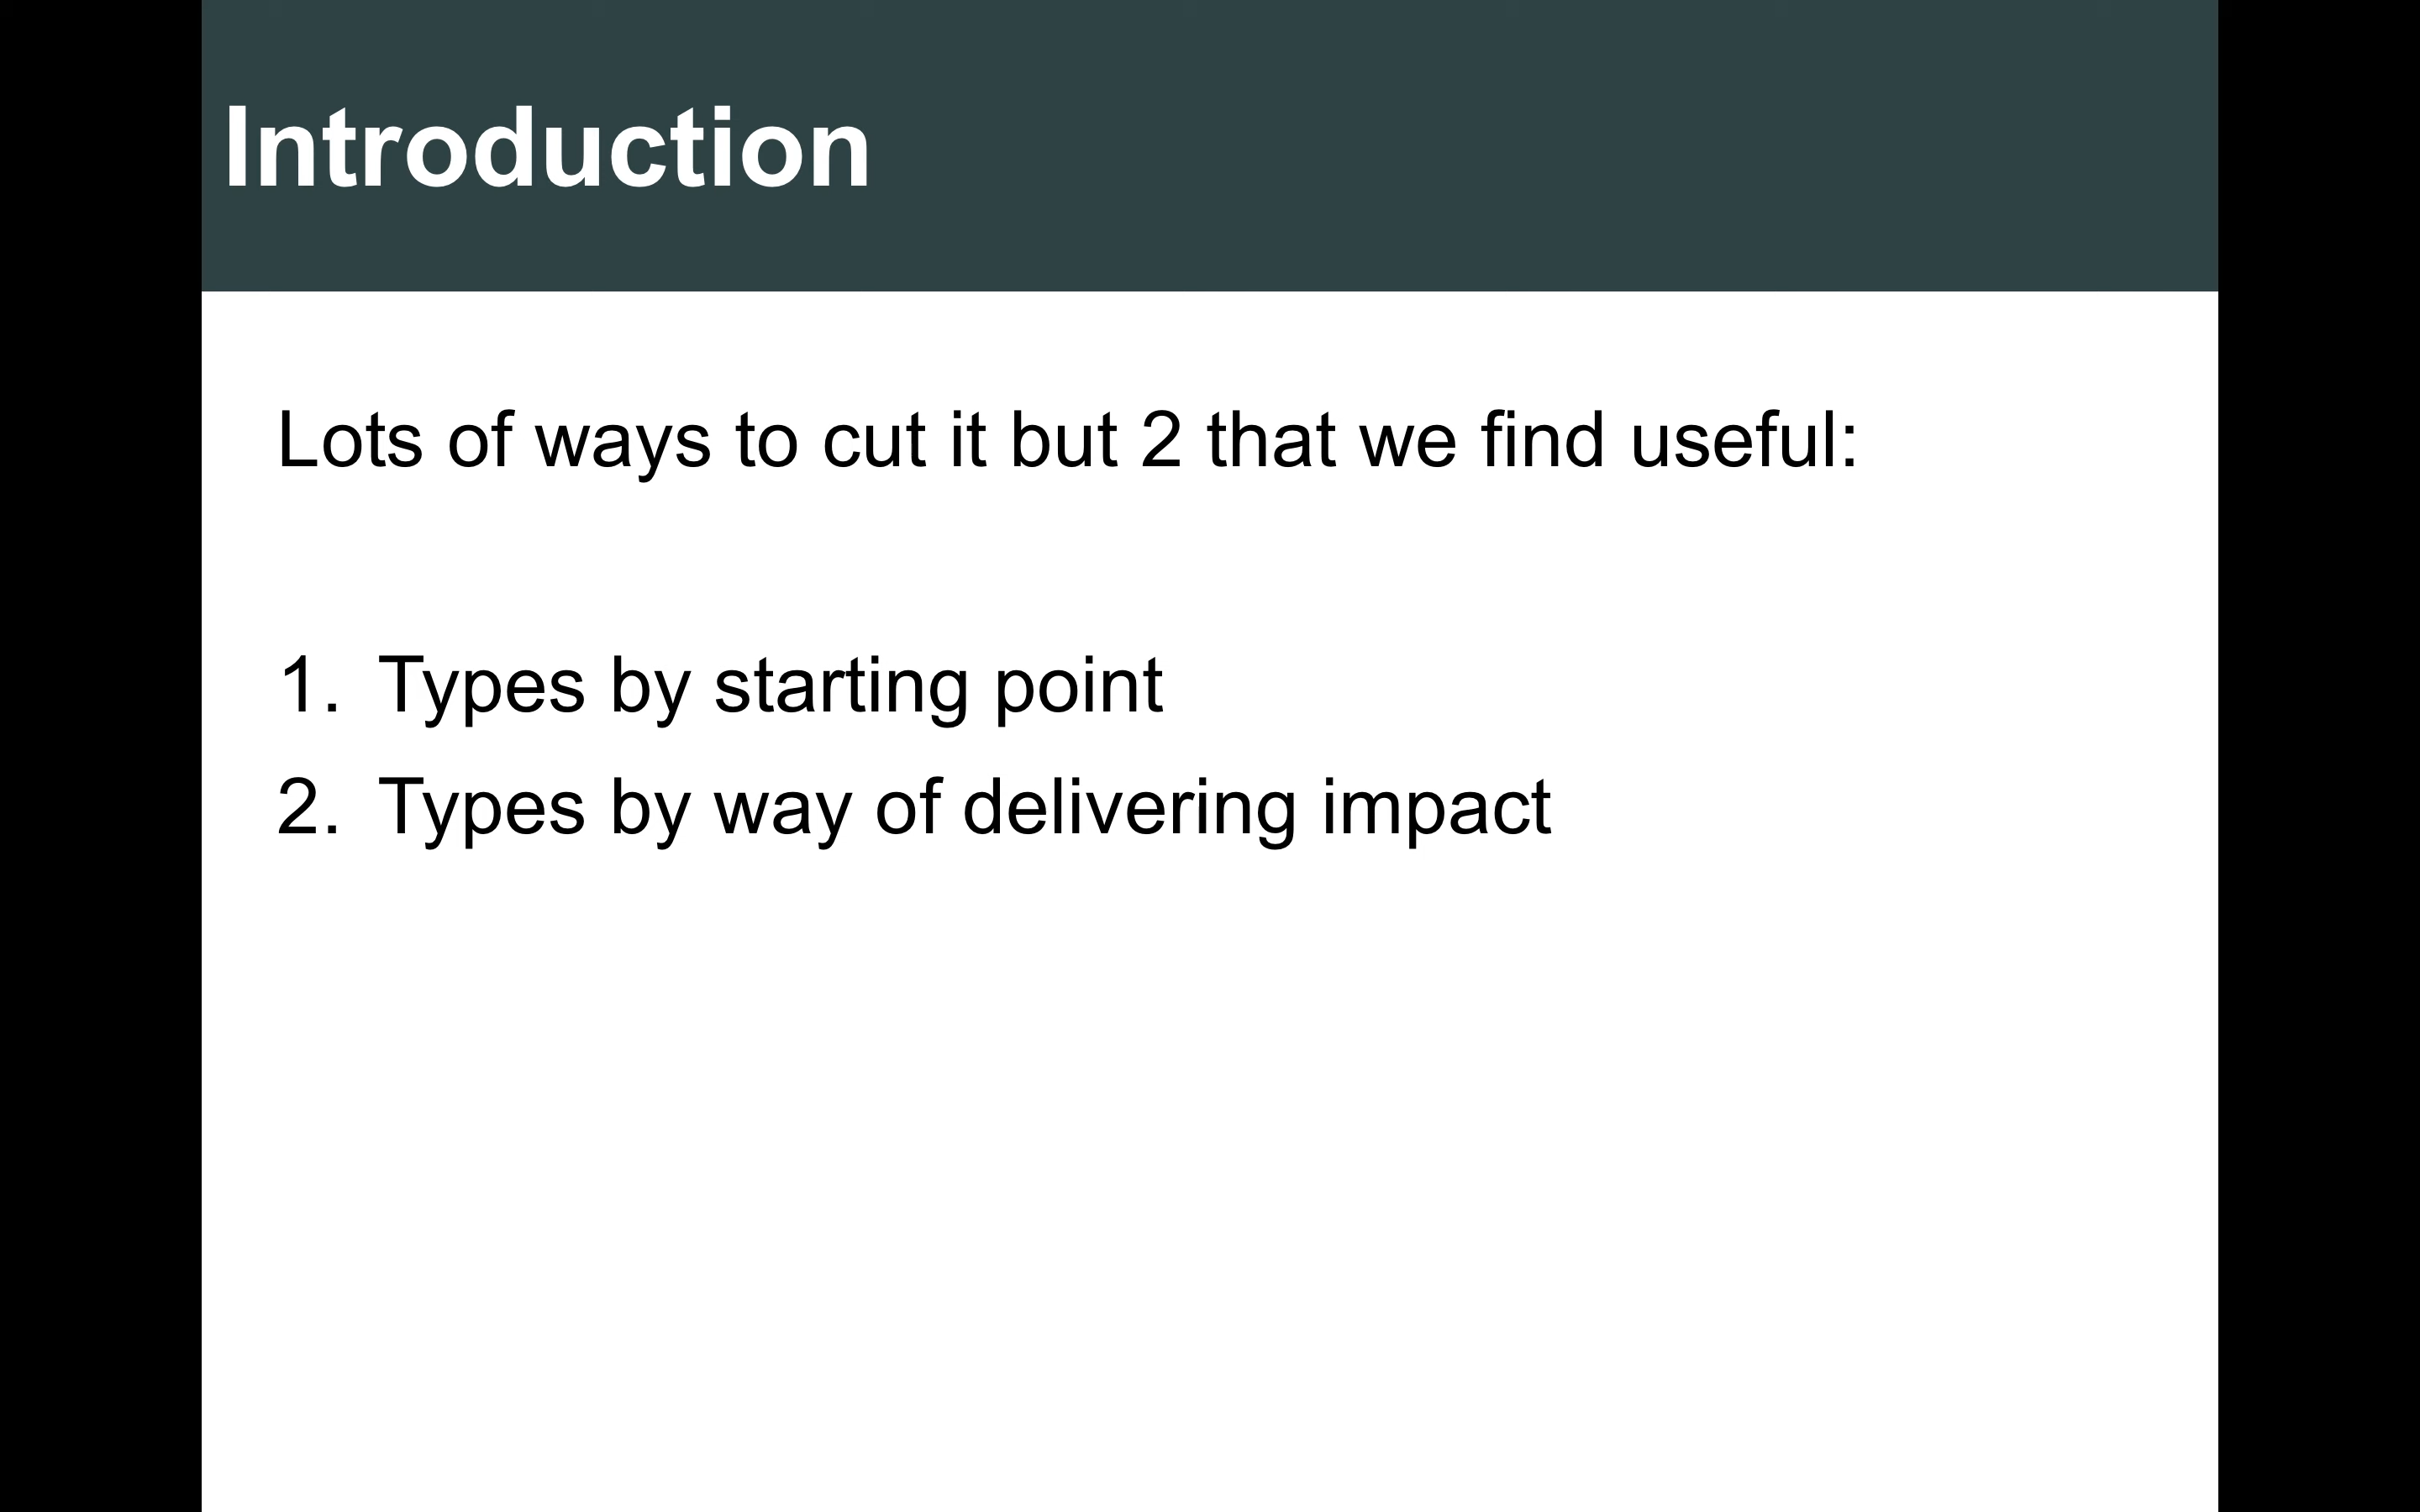 Introduction
Lots of ways to cut it but 2 that we find useful:
1. Types by starting point
2. Types by way of delivering impact